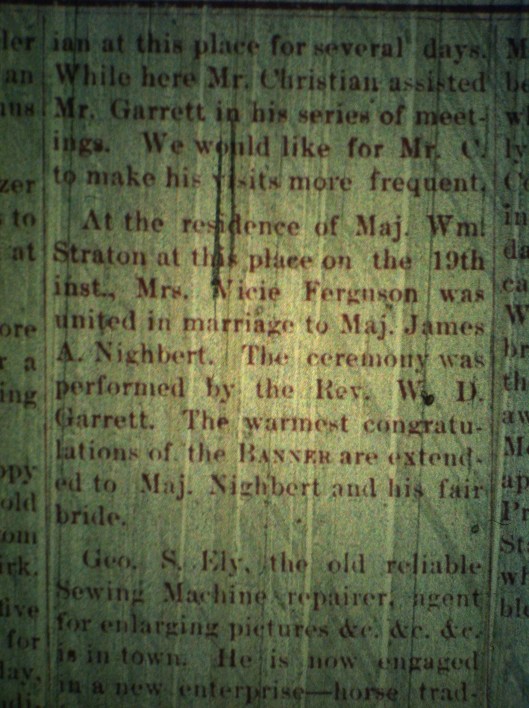 ian at this place for several days.
While here Mr. Christian assisted
Mr. Garrett in his series of meet-
ings. We would like for Mr. C.
to make his visits more frequent.
At the residence of Maj. Wm.
Straton at this place on the 19th
inst., Mrs. Vicie Ferguson was
united in marriage to Maj. James
A. Nighbert. The ceremony was
performed by the Rev. W. D.
Garrett. The warmest congratu-
lations of the BANNER are extend-
ed to Maj. Nighbert and his fair
bride.
Geo. S. Ely, the old reliable
Sewing Machine repairer, agent
for enlarging pictures &c. &c. &c.
is in town. He is now engaged
in a new enterprise—horse trad-